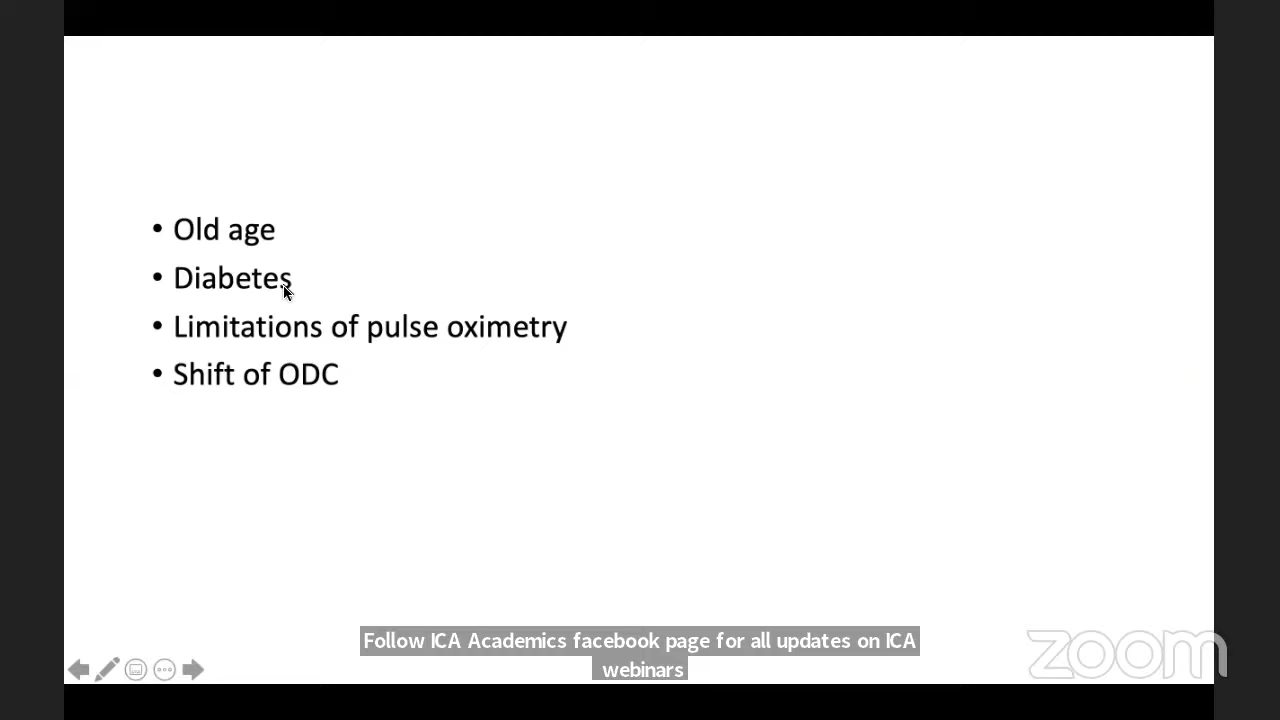 • Old age
• Diabetes
• Limitations of pulse oximetry
• Shift of ODC
Follow ICA Academics facebook page for all updates on ICA
webinars
zoom